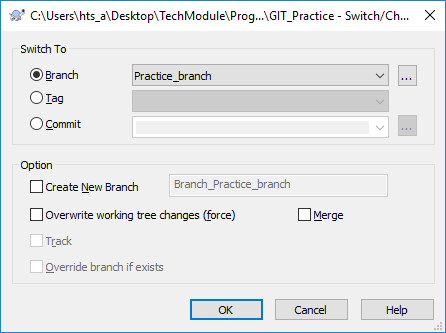 C:\Users\hts_a\Desktop\TechModule\Prog...\GIT_Practice - Switch/Ch...
Switch To
Branch Practice_branch ...
Tag
Commit ...
Option
Create New Branch Branch_Practice_branch
Overwrite working tree changes (force) Merge
Track
Override branch if exists
OK Cancel Help